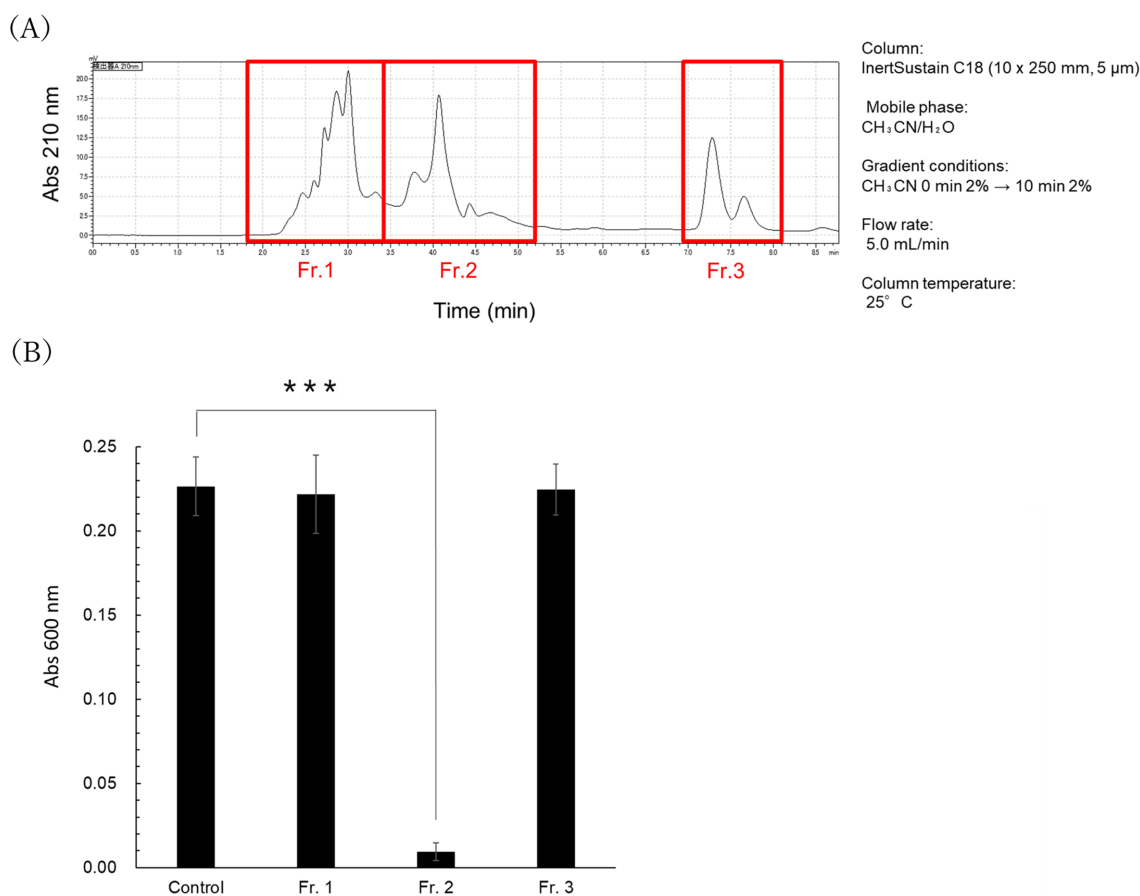 (A)
mV
検出器A 210nm
20.0
17.5
15.0
12.5
10.0
7.5
5.0
2.5
0.0
Abs 210 nm
0.0 0.5 1.0 1.5 2.0 2.5 3.0 3.5 4.0 4.5 5.0 5.5 6.0 6.5 7.0 7.5 8.0 8.5 min
Fr.1 Fr.2 Fr.3
Time (min)
Column:
InertSustain C18 (10 x 250 mm, 5 μm)
Mobile phase:
CH₃CN/H₂O
Gradient conditions:
CH₃CN 0 min 2% → 10 min 2%
Flow rate:
5.0 mL/min
Column temperature:
25° C
(B)
***
0.25
0.20
0.15
0.10
0.05
0.00
Abs 600 nm
Control Fr. 1 Fr. 2 Fr. 3